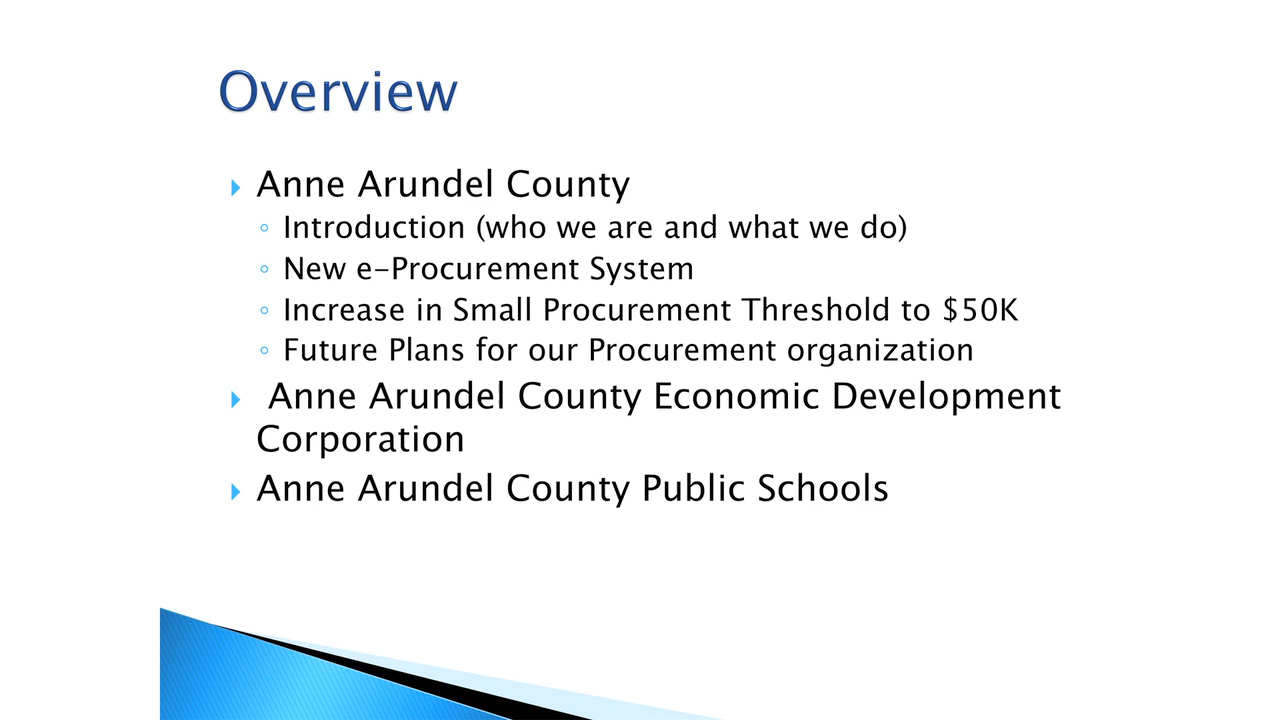 Overview
Anne Arundel County
Introduction (who we are and what we do)
New e-Procurement System
Increase in Small Procurement Threshold to $50K
Future Plans for our Procurement organization
Anne Arundel County Economic Development
Corporation
Anne Arundel County Public Schools